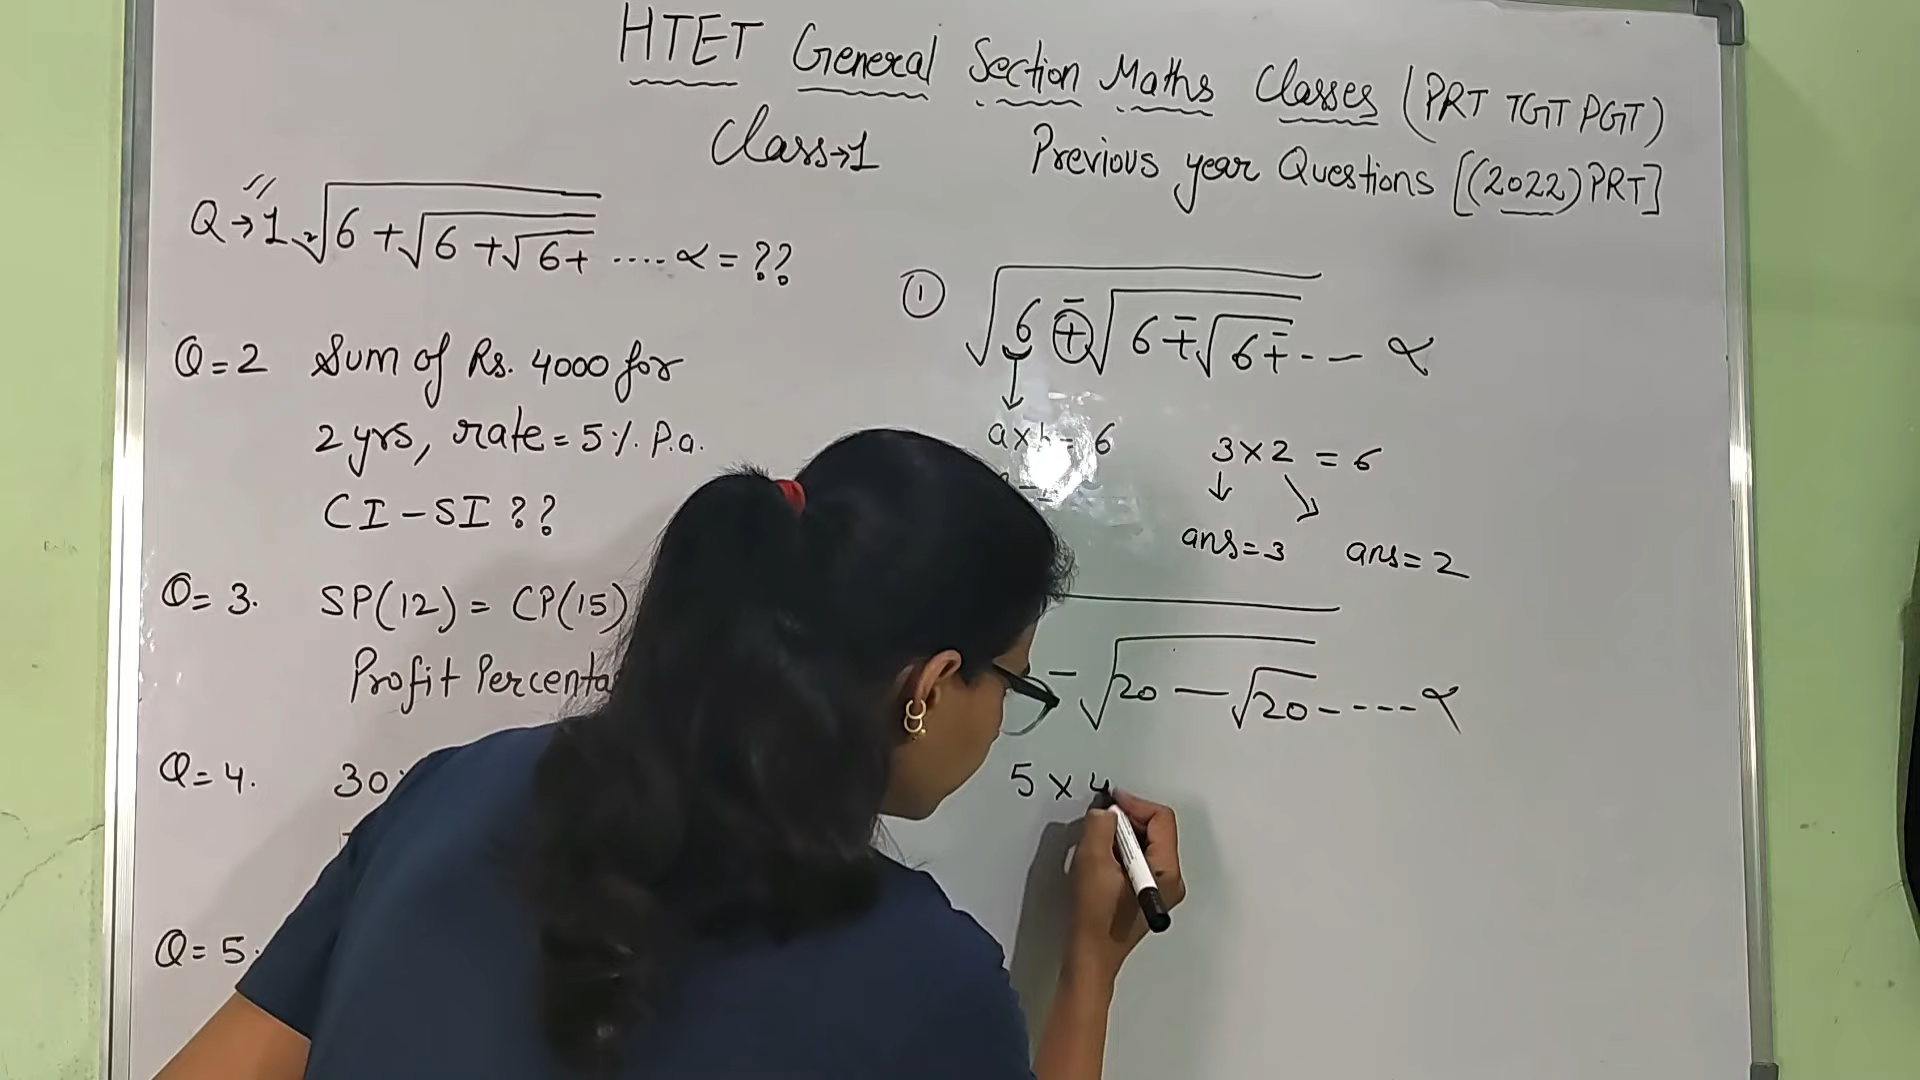 HTET General Section Maths Classes (PRT TGT PGT)
Class→1 Previous year Questions [(2022)PRT]
Q→1 ²√6+√6+√6+ ....∝ = ??
Q=2 Sum of Rs. 4000 for
2 yrs, rate = 5%. P.a.
CI-SI ??
Q=3. SP(12) = CP(15)
Profit
Q=4. 30
Q=5.
① √6+√6∓√6∓--- ∝
a× = 6
3×2 = 6
ans=3 ans=2
-√20-√20----∝
5×4